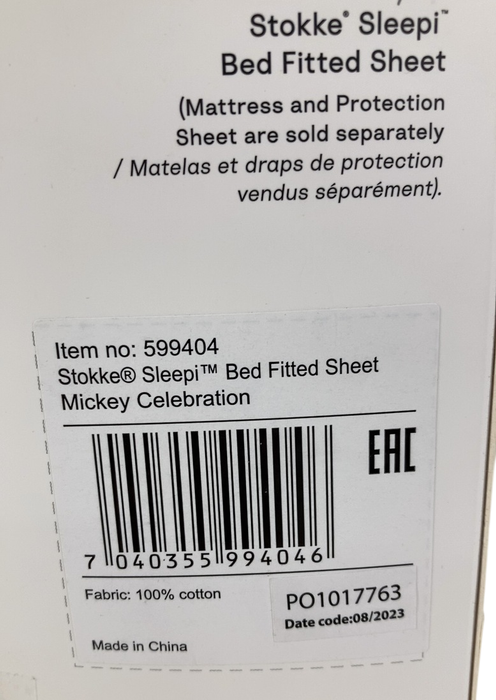 Stokke® Sleepi™
Bed Fitted Sheet
(Mattress and Protection
Sheet are sold separately
/ Matelas et draps de protection
vendus séparément).
Item no: 599404
Stokke® Sleepi™ Bed Fitted Sheet
Mickey Celebration
EAC
7 040355 994046
Fabric: 100% cotton
PO1017763
Date code:08/2023
Made in China